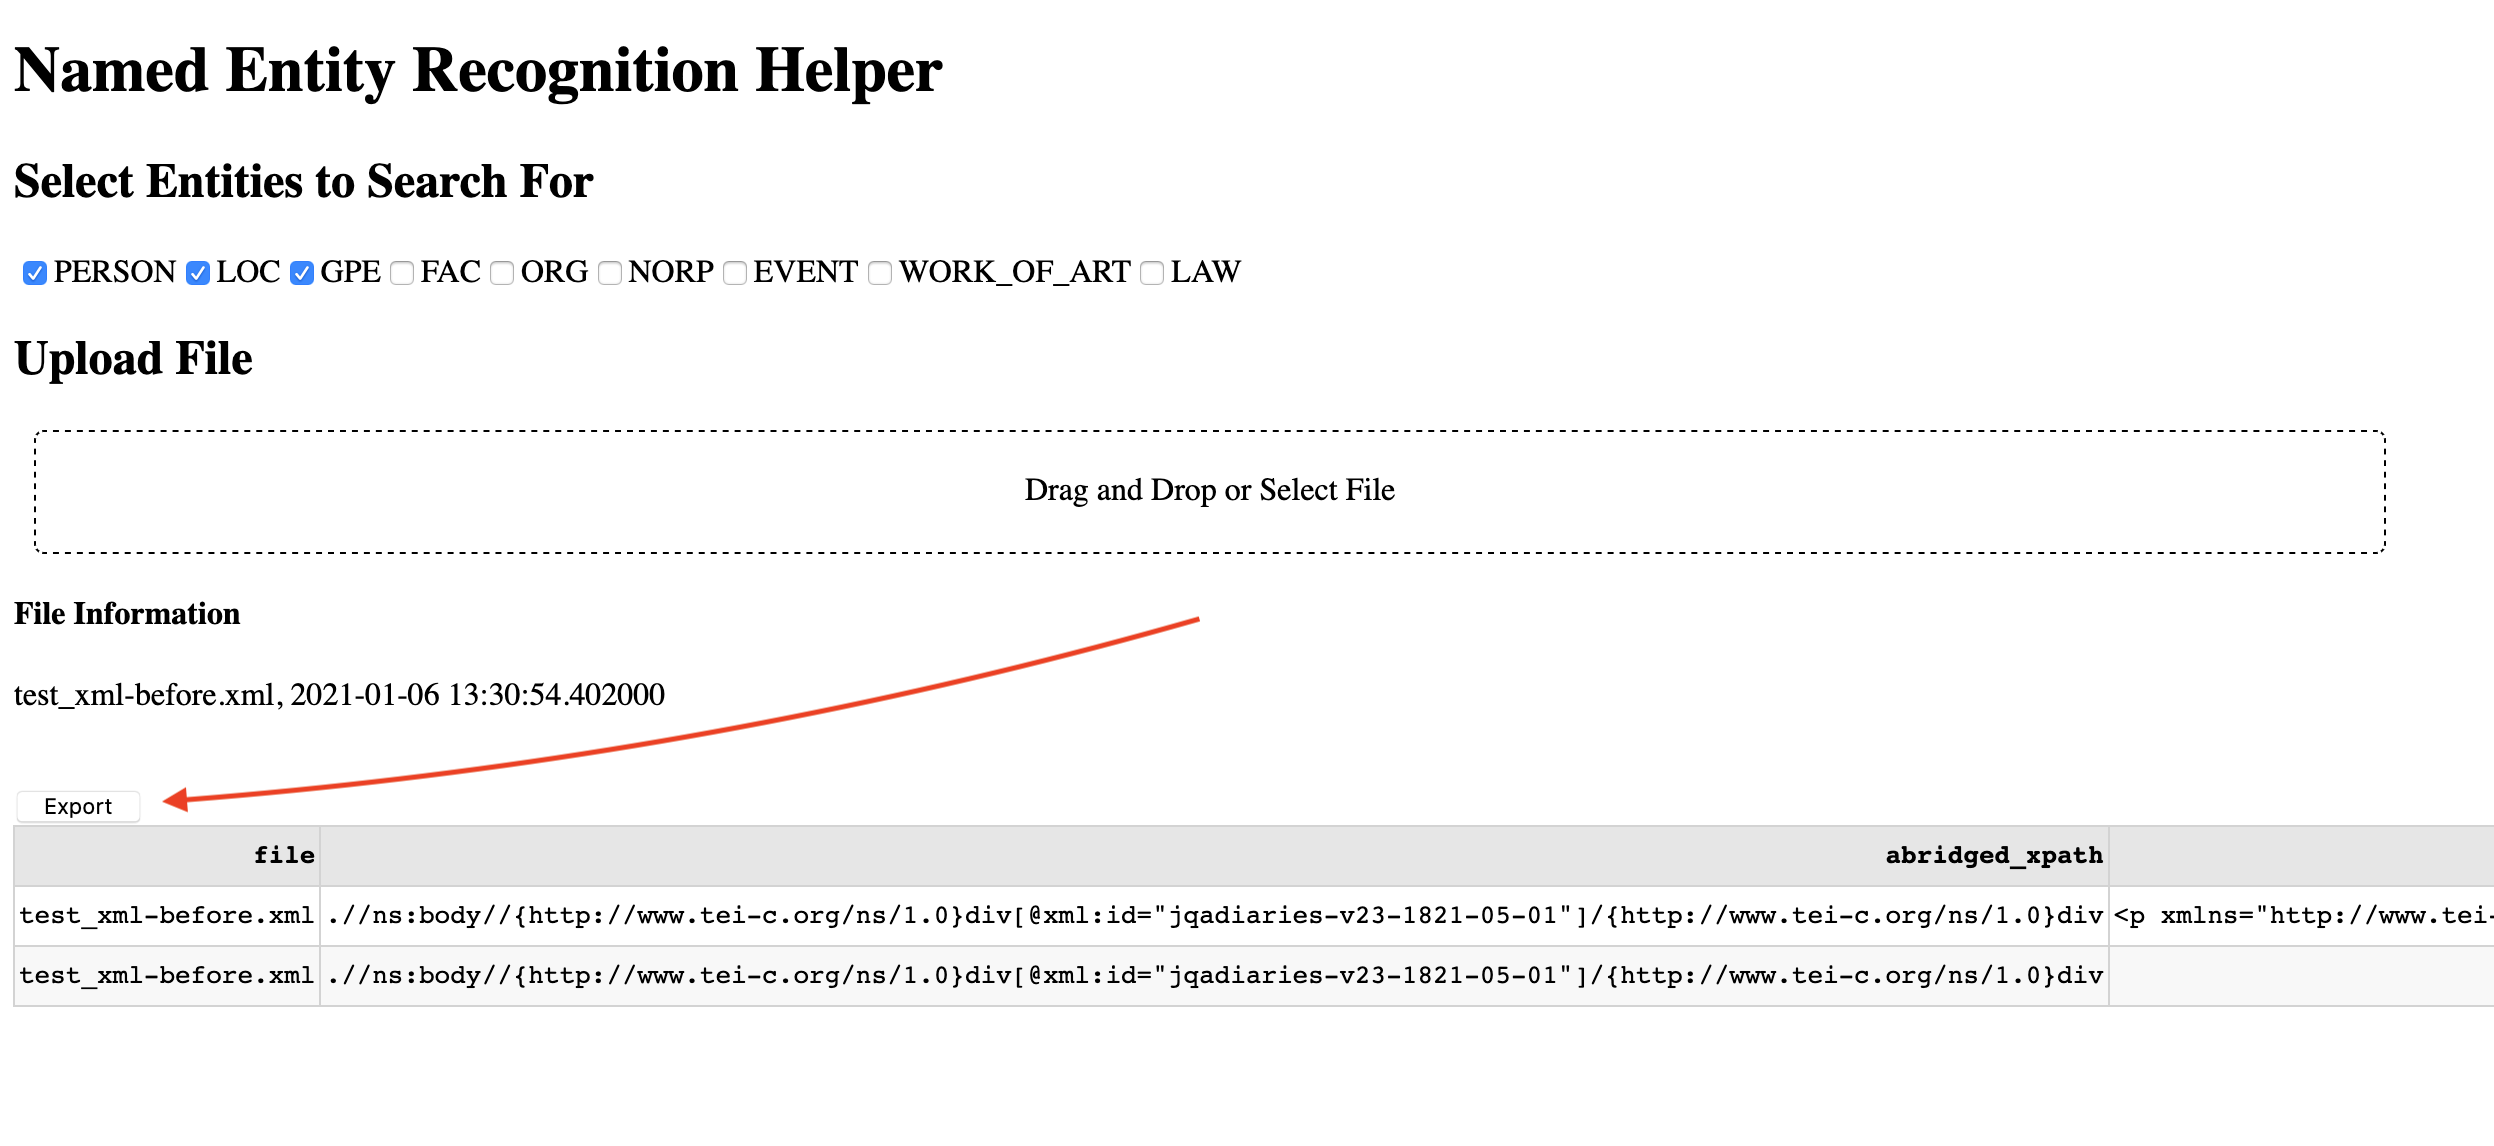 Named Entity Recognition Helper
Select Entities to Search For
PERSON LOC GPE FAC ORG NORP EVENT WORK_OF_ART LAW
Upload File
Drag and Drop or Select File
File Information
test_xml-before.xml, 2021-01-06 13:30:54.402000
Export
file abridged_xpath
test_xml-before.xml .//ns:body//{http://www.tei-c.org/ns/1.0}div[@xml:id="jqadiaries-v23-1821-05-01"]/{http://www.tei-c.org/ns/1.0}div <p xmlns="http://www.tei-
test_xml-before.xml .//ns:body//{http://www.tei-c.org/ns/1.0}div[@xml:id="jqadiaries-v23-1821-05-01"]/{http://www.tei-c.org/ns/1.0}div